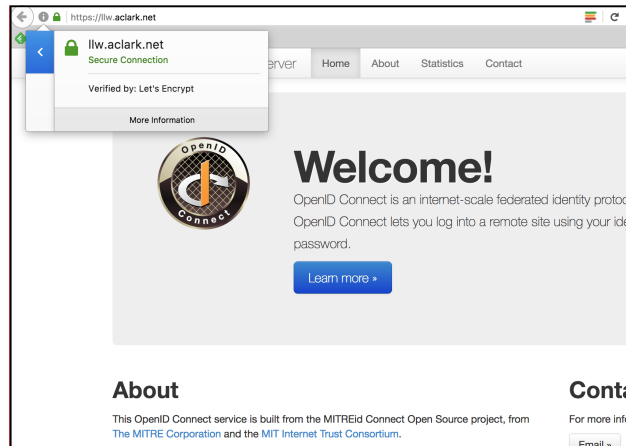 https://llw.aclark.net
llw.aclark.net
Secure Connection
Verified by: Let's Encrypt
More Information
erver Home About Statistics Contact
OpenID
Connect
Welcome!
OpenID Connect is an internet-scale federated identity protoc
OpenID Connect lets you log into a remote site using your ide
password.
Learn more »
About
This OpenID Connect service is built from the MITREid Connect Open Source project, from
The MITRE Corporation and the MIT Internet Trust Consortium.
Conta
For more info
Email »